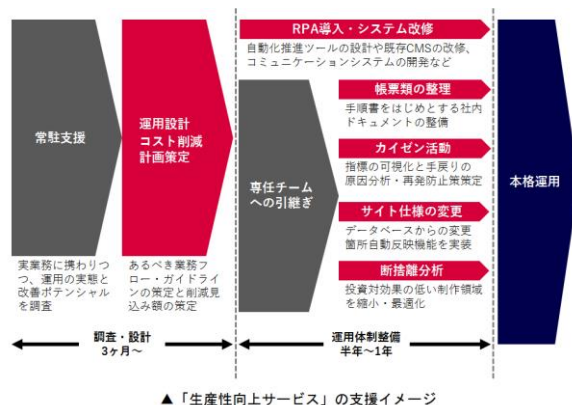 常駐支援
実業務に携わりつ
つ、運用の実態と
改善ポテンシャル
を調査
運用設計
コスト削減
計画策定
あるべき業務フ
ロー・ガイドライ
ンの策定と削減見
込み額の策定
RPA導入・システム改修
自動化推進ツールの設計や既存CMSの改修、
コミュニケーションシステムの開発など
専任チーム
への引継ぎ
帳票類の整理
手順書をはじめとする社内
ドキュメントの整備
カイゼン活動
指標の可視化と手戻りの
原因分析・再発防止策策定
サイト仕様の変更
データベースからの変更
箇所自動反映機能を実装
断捨離分析
投資対効果の低い制作領域
を縮小・最適化
本格運用
調査・設計
3ヶ月～
運用体制整備
半年～1年
▲「生産性向上サービス」の支援イメージ